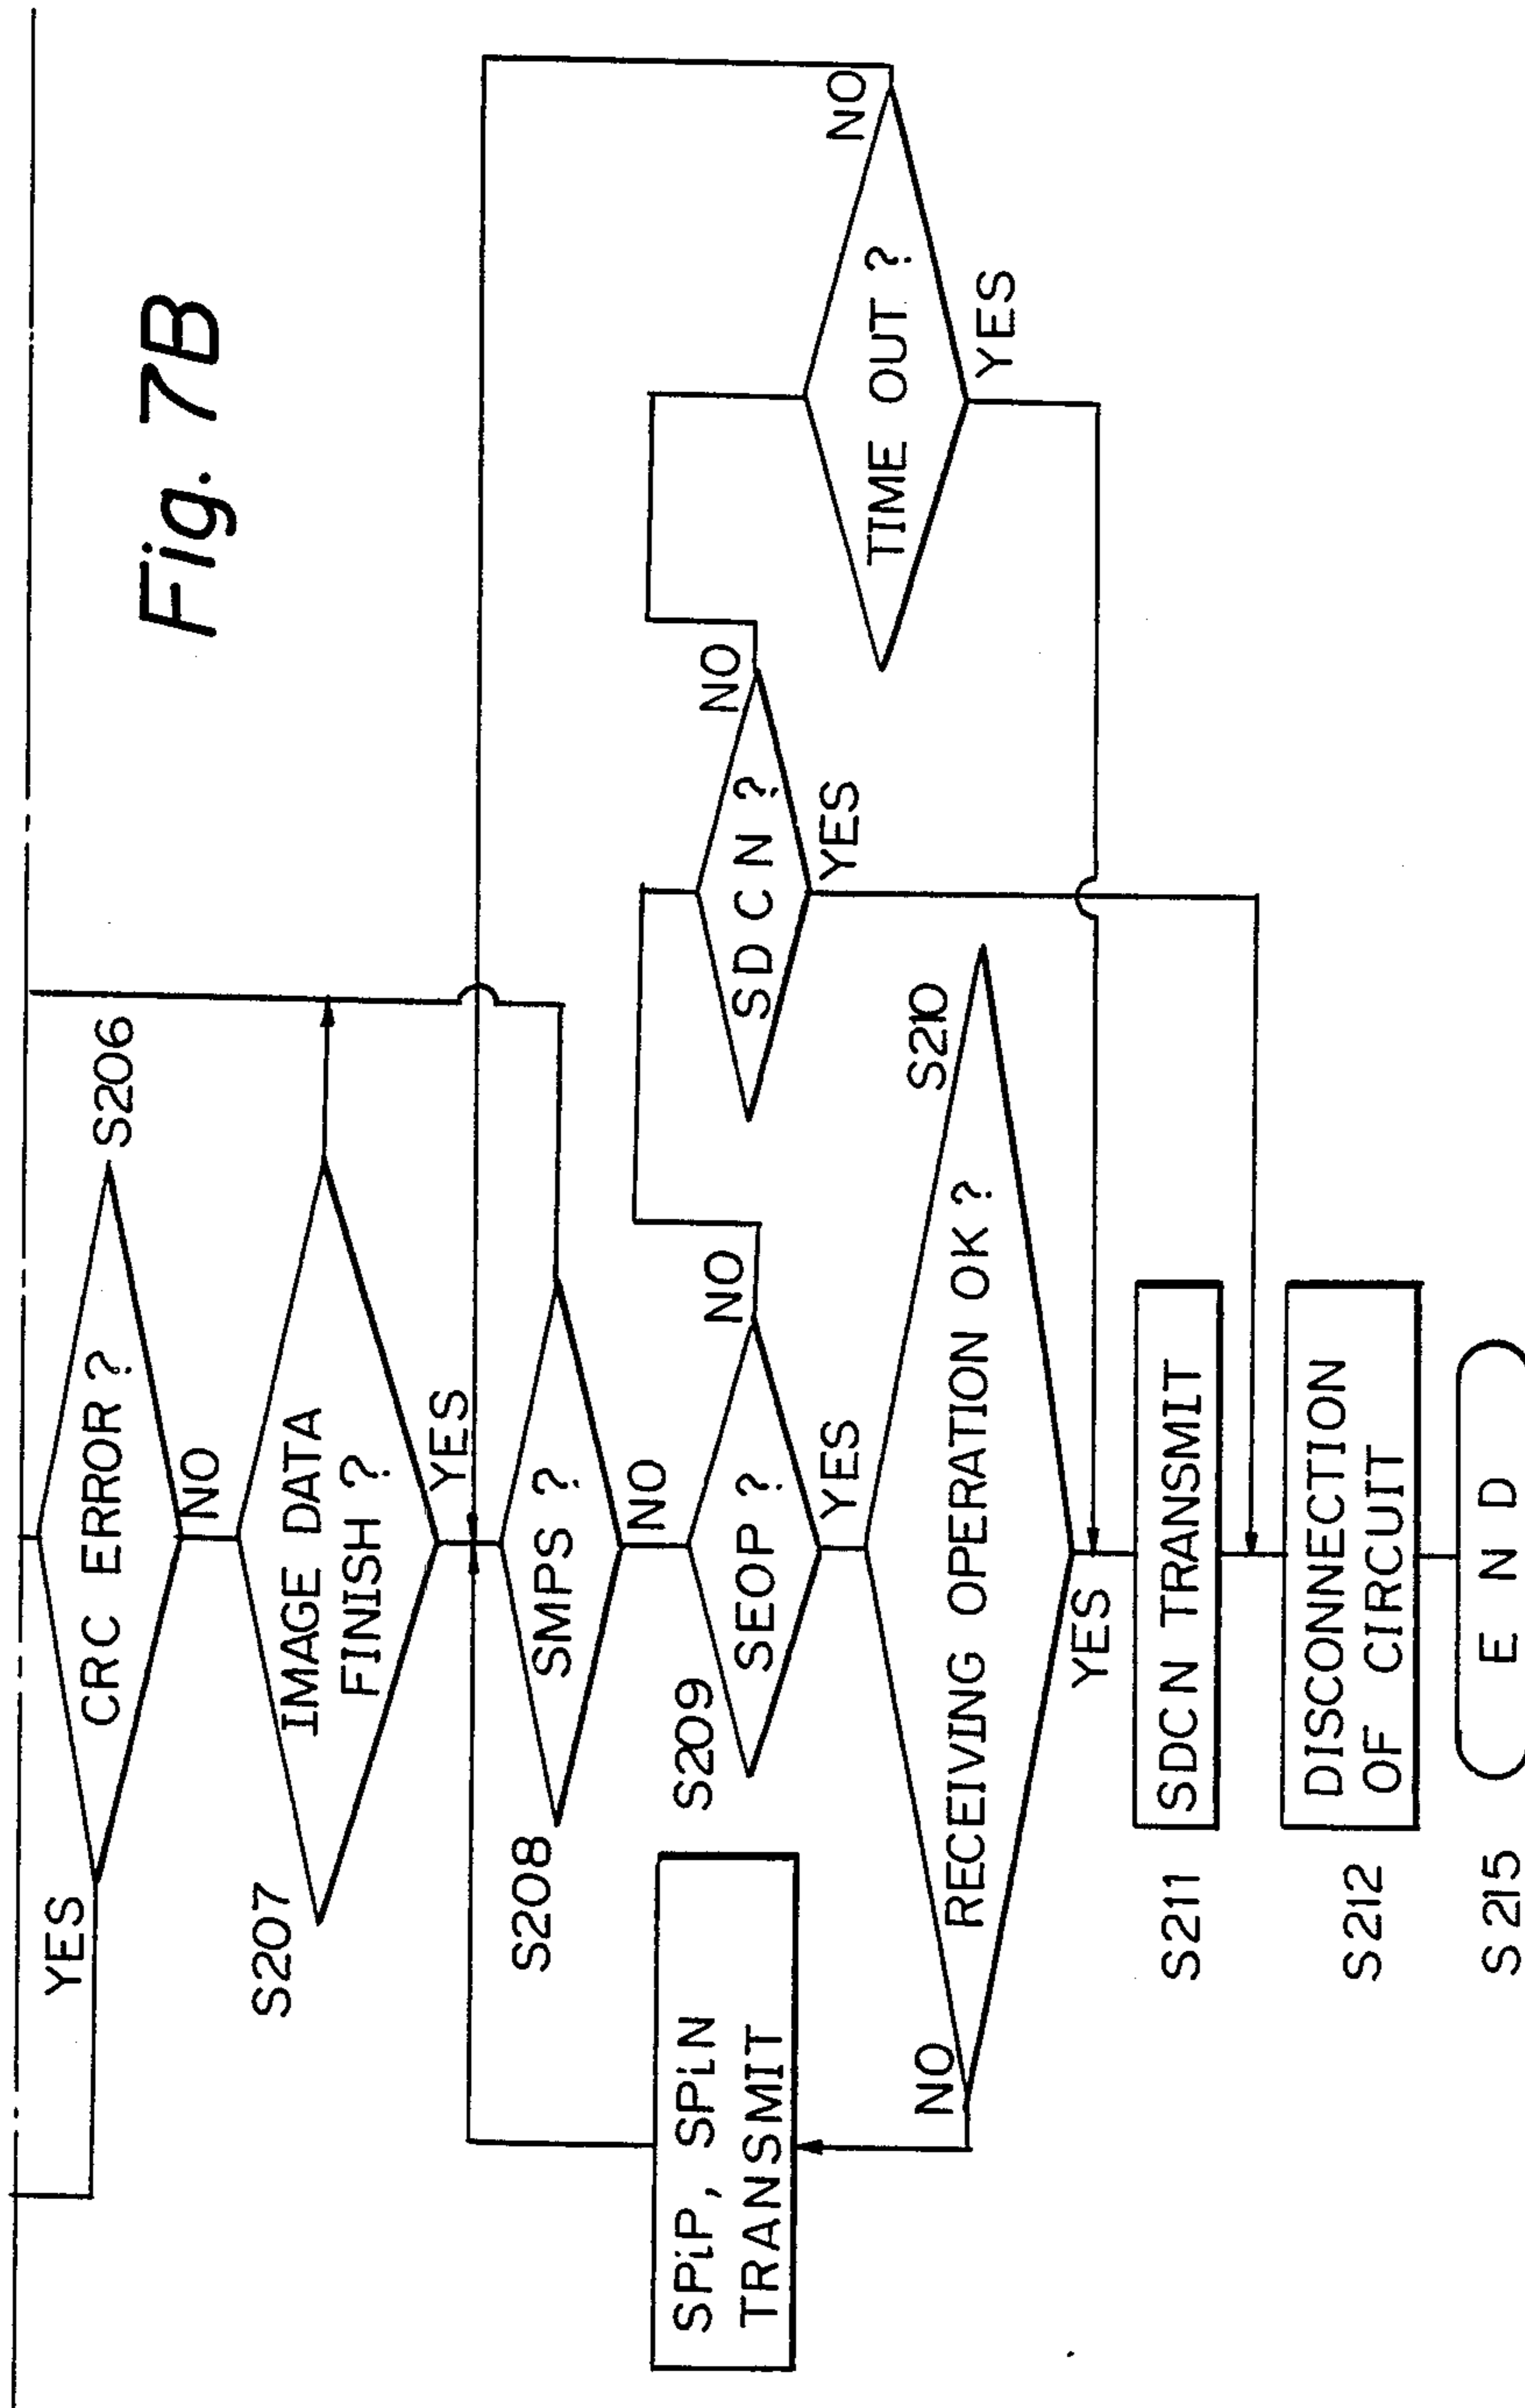 Fig. 7B
YES
CRC ERROR?
S206
NO
S207
IMAGE DATA
FINISH ?
YES
S208
SMPS ?
NO
S209
SEOP ?
NO
YES
SDCN ?
NO
YES
TIME OUT ?
NO
YES
SPiP, SPiN
TRANSMIT
NO
RECEIVING OPERATION OK ?
S210
YES
S211
SDCN TRANSMIT
S212
DISCONNECTION
OF CIRCUIT
S215
END